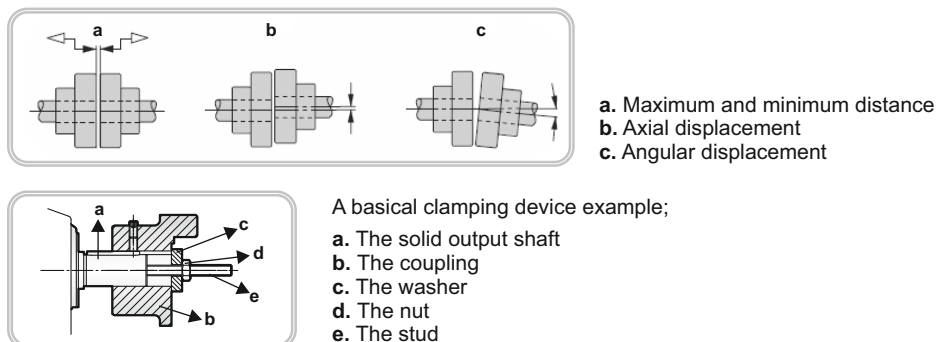 a b c
a. Maximum and minimum distance
b. Axial displacement
c. Angular displacement
a
c
d
e
b
A basical clamping device example;
a. The solid output shaft
b. The coupling
c. The washer
d. The nut
e. The stud